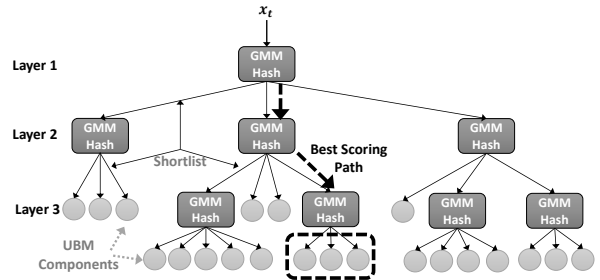 x_t
Layer 1
GMM
Hash
Layer 2
GMM
Hash
GMM
Hash
GMM
Hash
Shortlist
Best Scoring
Path
Layer 3
GMM
Hash
GMM
Hash
GMM
Hash
GMM
Hash
UBM
Components